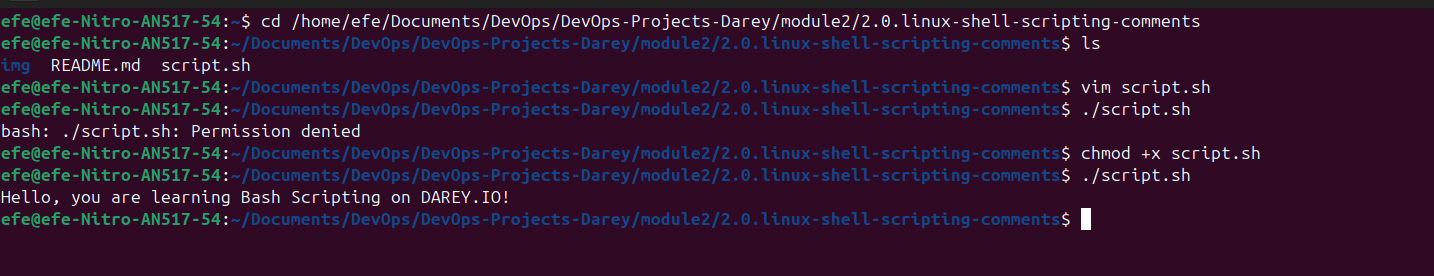 efe@efe-Nitro-AN517-54:~$ cd /home/efe/Documents/DevOps/DevOps-Projects-Darey/module2/2.0.linux-shell-scripting-comments
efe@efe-Nitro-AN517-54:~/Documents/DevOps/DevOps-Projects-Darey/module2/2.0.linux-shell-scripting-comments$ ls
img  README.md  script.sh
efe@efe-Nitro-AN517-54:~/Documents/DevOps/DevOps-Projects-Darey/module2/2.0.linux-shell-scripting-comments$ vim script.sh
efe@efe-Nitro-AN517-54:~/Documents/DevOps/DevOps-Projects-Darey/module2/2.0.linux-shell-scripting-comments$ ./script.sh
bash: ./script.sh: Permission denied
efe@efe-Nitro-AN517-54:~/Documents/DevOps/DevOps-Projects-Darey/module2/2.0.linux-shell-scripting-comments$ chmod +x script.sh
efe@efe-Nitro-AN517-54:~/Documents/DevOps/DevOps-Projects-Darey/module2/2.0.linux-shell-scripting-comments$ ./script.sh
Hello, you are learning Bash Scripting on DAREY.IO!
efe@efe-Nitro-AN517-54:~/Documents/DevOps/DevOps-Projects-Darey/module2/2.0.linux-shell-scripting-comments$